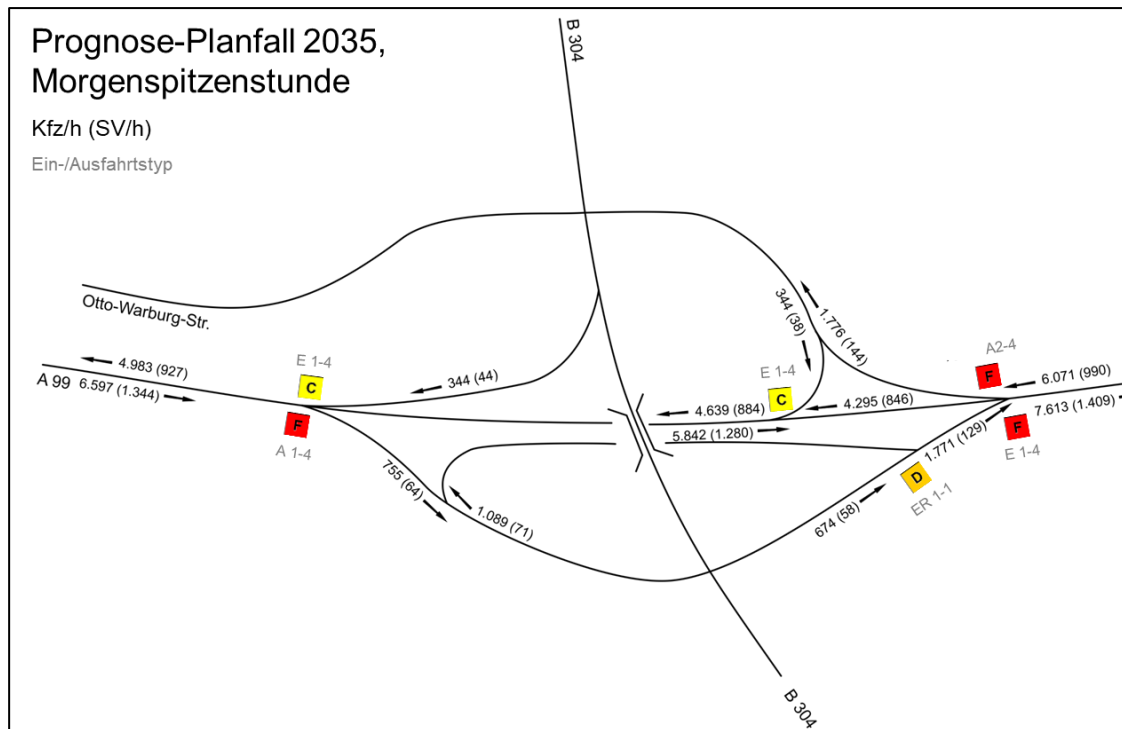 Prognose-Planfall 2035,
Morgenspitzenstunde
Kfz/h (SV/h)
Ein-/Ausfahrtstyp
B 304
Otto-Warburg-Str.
344 (38)
1.776 (144)
A 99
4.983 (927)
6.597 (1.344)
E 1-4
C
F
A 1-4
344 (44)
E 1-4
C
4.639 (884)
4.295 (846)
5.842 (1.280)
A2-4
F
6.071 (990)
7.613 (1.409)
F
E 1-4
1.771 (129)
D
ER 1-1
755 (64)
1.089 (71)
674 (58)
B 304